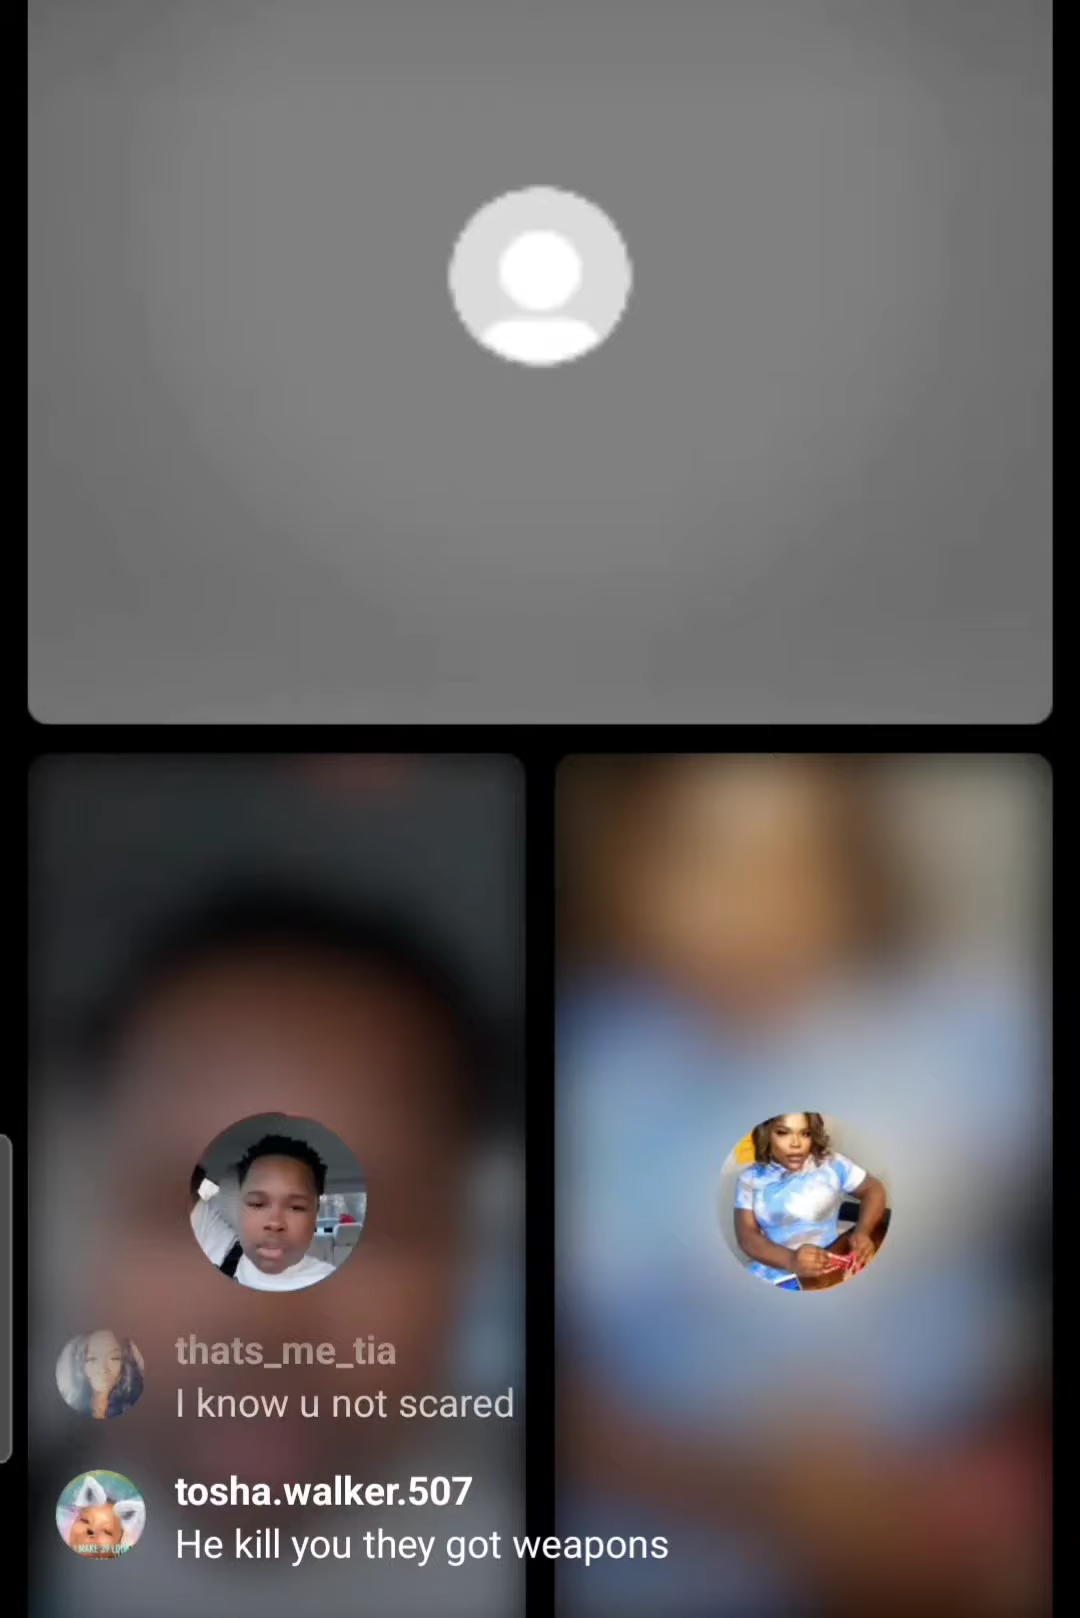 thats_me_tia
I know u not scared
tosha.walker.507
He kill you they got weapons